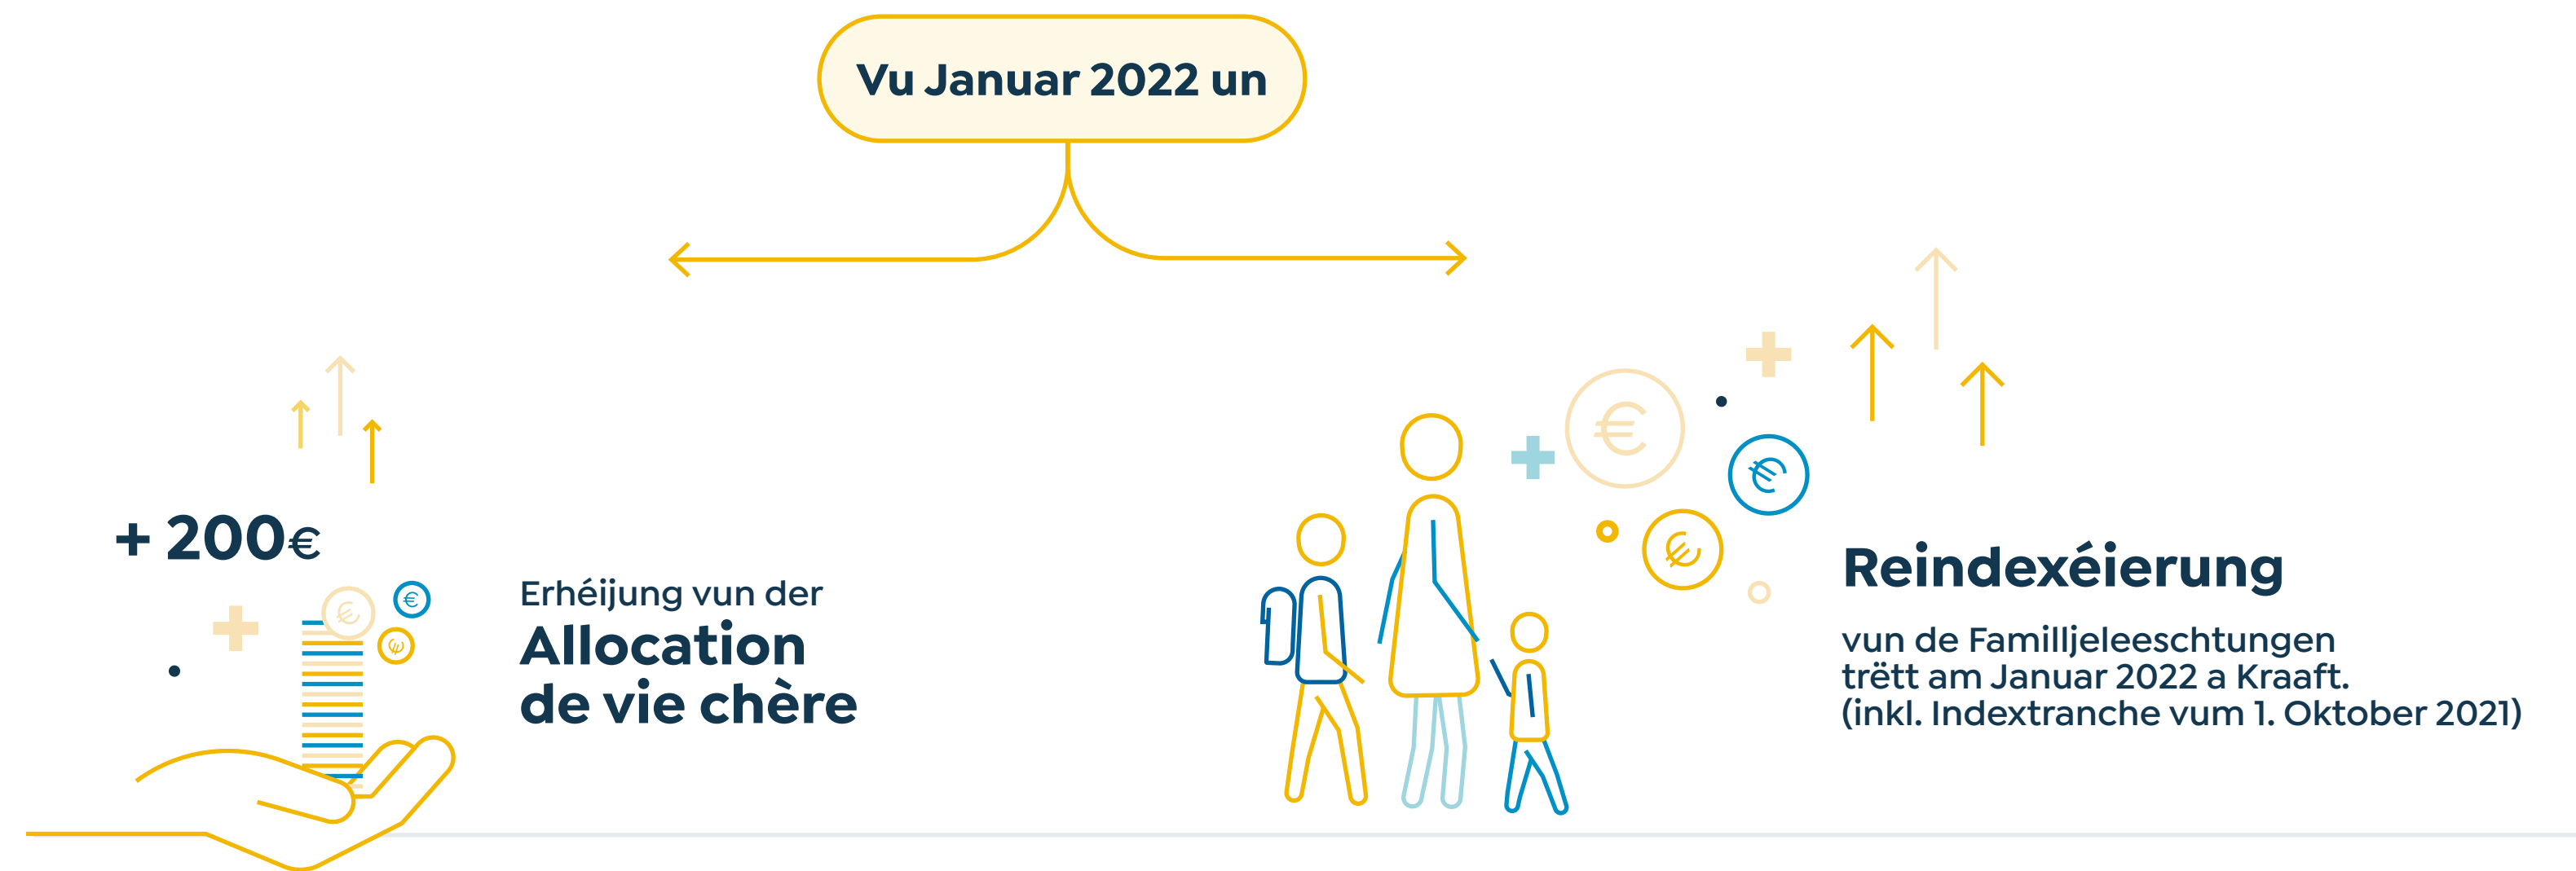 Vu Januar 2022 un
+ 200€
Erhéijung vun der
Allocation
de vie chère
Reindexéierung
vun de Familljeleeschtungen
trëtt am Januar 2022 a Kraaft.
(inkl. Indextranche vum 1. Oktober 2021)